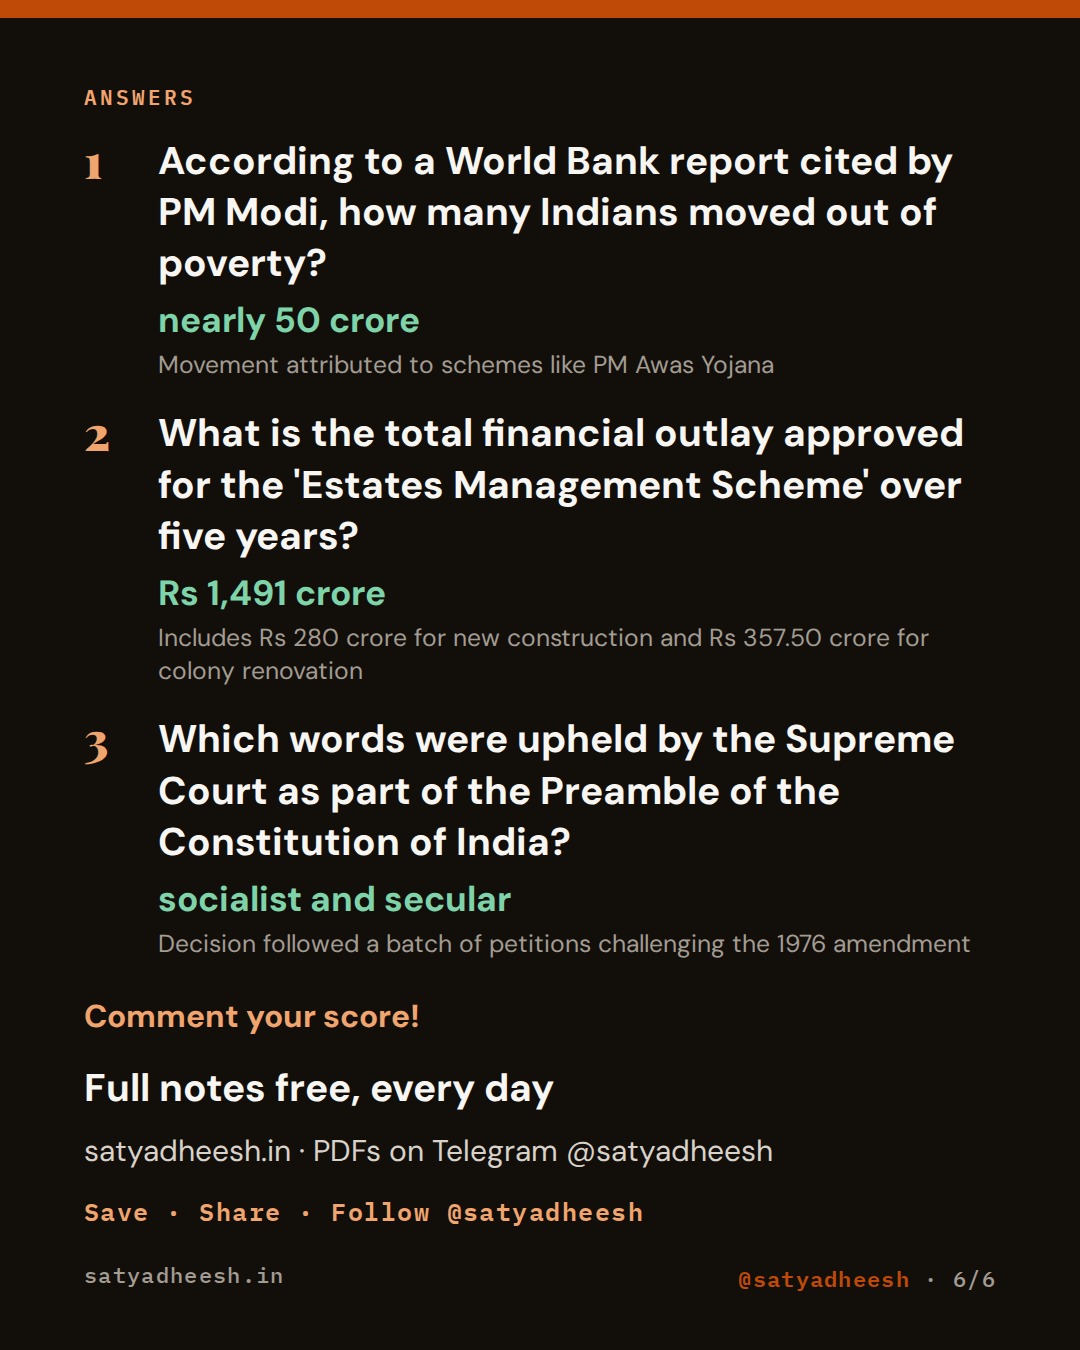 ANSWERS
1
According to a World Bank report cited by
PM Modi, how many Indians moved out of
poverty?
nearly 50 crore
Movement attributed to schemes like PM Awas Yojana
2
What is the total financial outlay approved
for the 'Estates Management Scheme' over
five years?
Rs 1,491 crore
Includes Rs 280 crore for new construction and Rs 357.50 crore for
colony renovation
3
Which words were upheld by the Supreme
Court as part of the Preamble of the
Constitution of India?
socialist and secular
Decision followed a batch of petitions challenging the 1976 amendment
Comment your score!
Full notes free, every day
satyadheesh.in · PDFs on Telegram @satyadheesh
Save · Share · Follow @satyadheesh
satyadheesh.in
@satyadheesh · 6/6